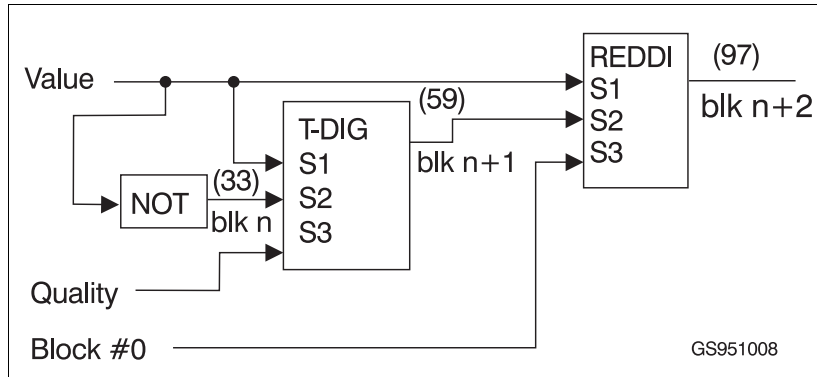 Value
NOT
(33)
blk n
T-DIG
S1
S2
S3
(59)
blk n+1
REDDI
S1
S2
S3
(97)
blk n+2
Quality
Block #0
GS951008